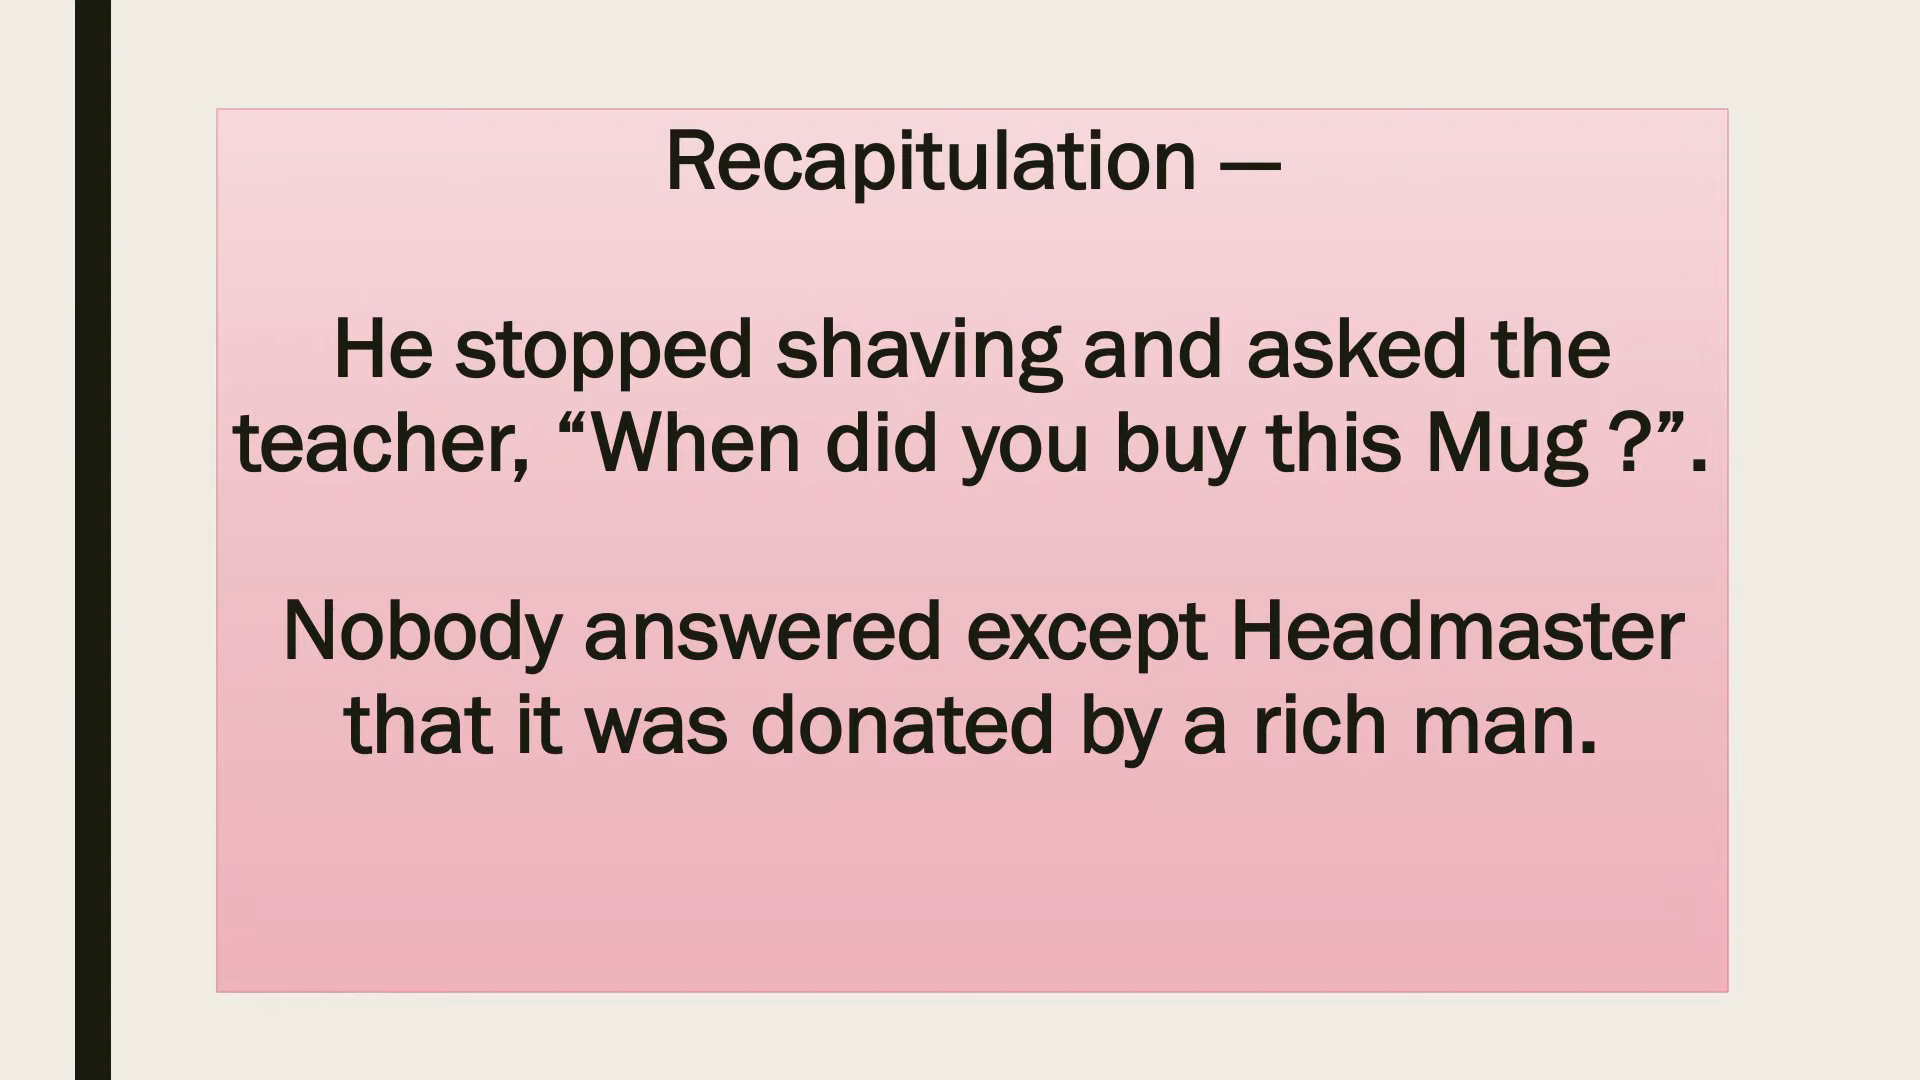 Recapitulation —
He stopped shaving and asked the
teacher, “When did you buy this Mug ?”.
Nobody answered except Headmaster
that it was donated by a rich man.